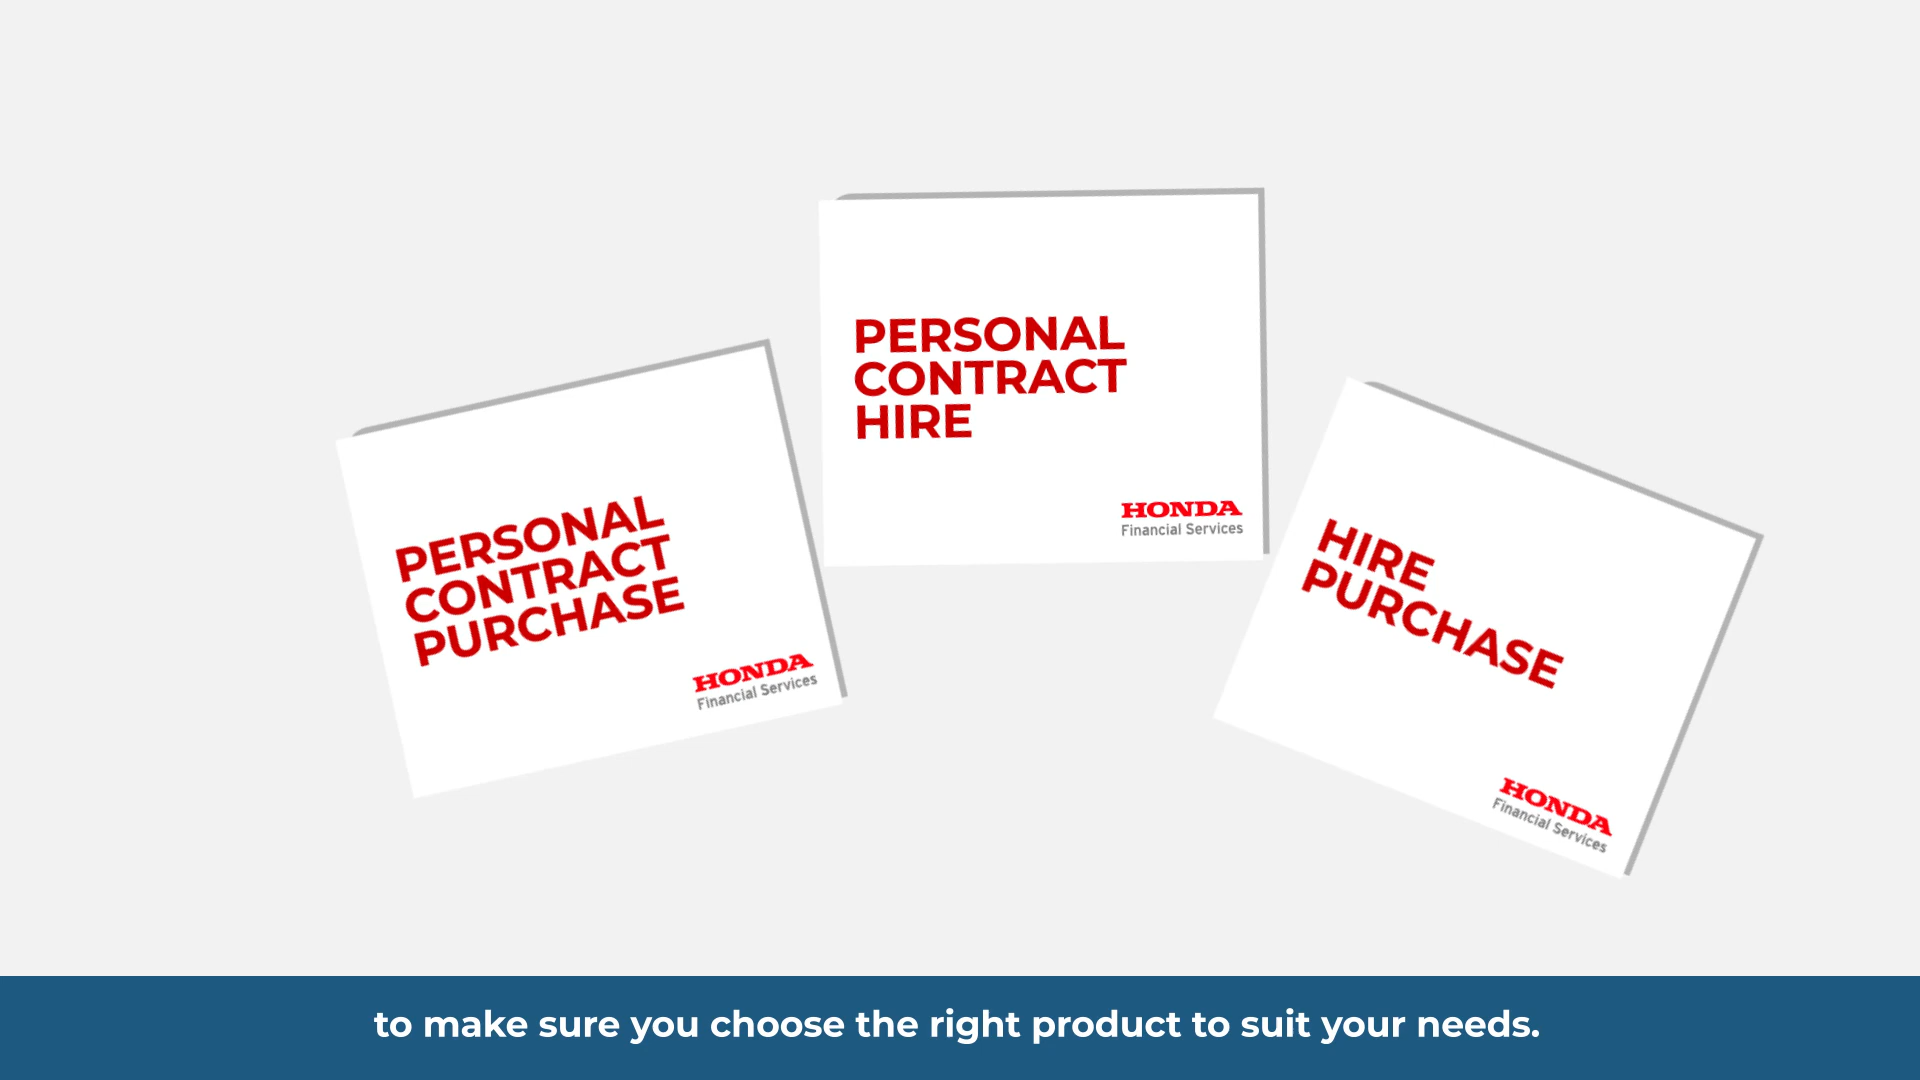 PERSONAL
CONTRACT
PURCHASE
HONDA
Financial Services
PERSONAL
CONTRACT
HIRE
HONDA
Financial Services
HIRE
PURCHASE
HONDA
Financial Services
to make sure you choose the right product to suit your needs.